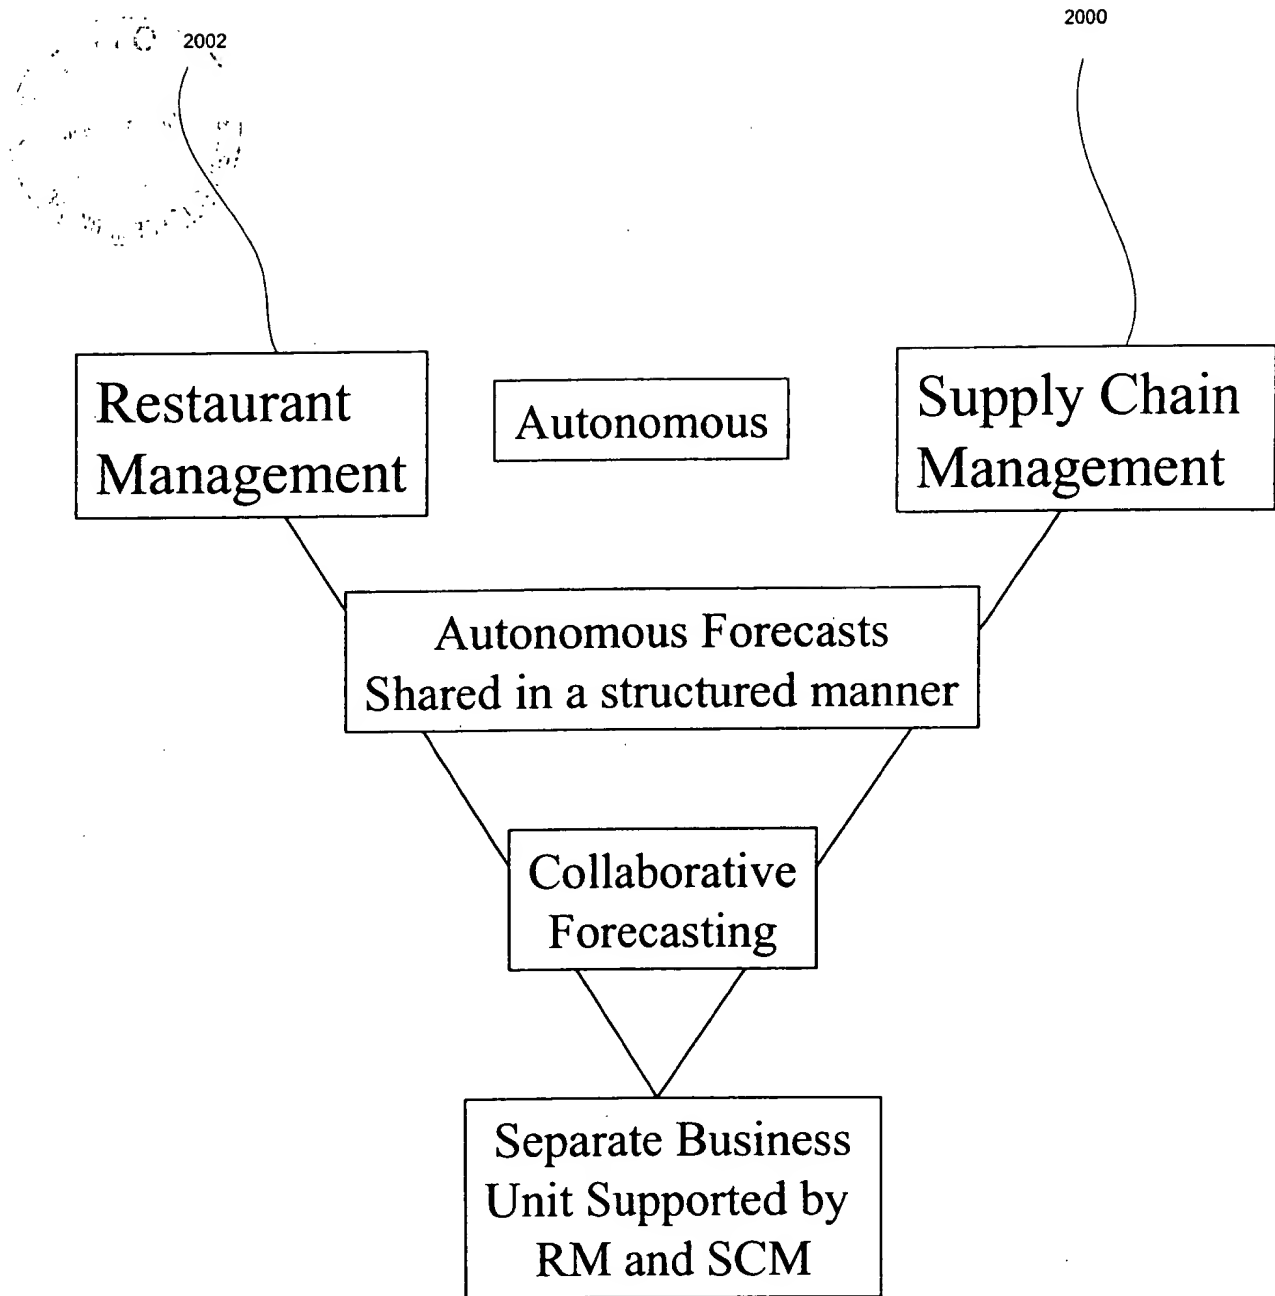 2002
2000
Restaurant
Management
Autonomous
Supply Chain
Management
Autonomous Forecasts
Shared in a structured manner
Collaborative
Forecasting
Separate Business
Unit Supported by
RM and SCM